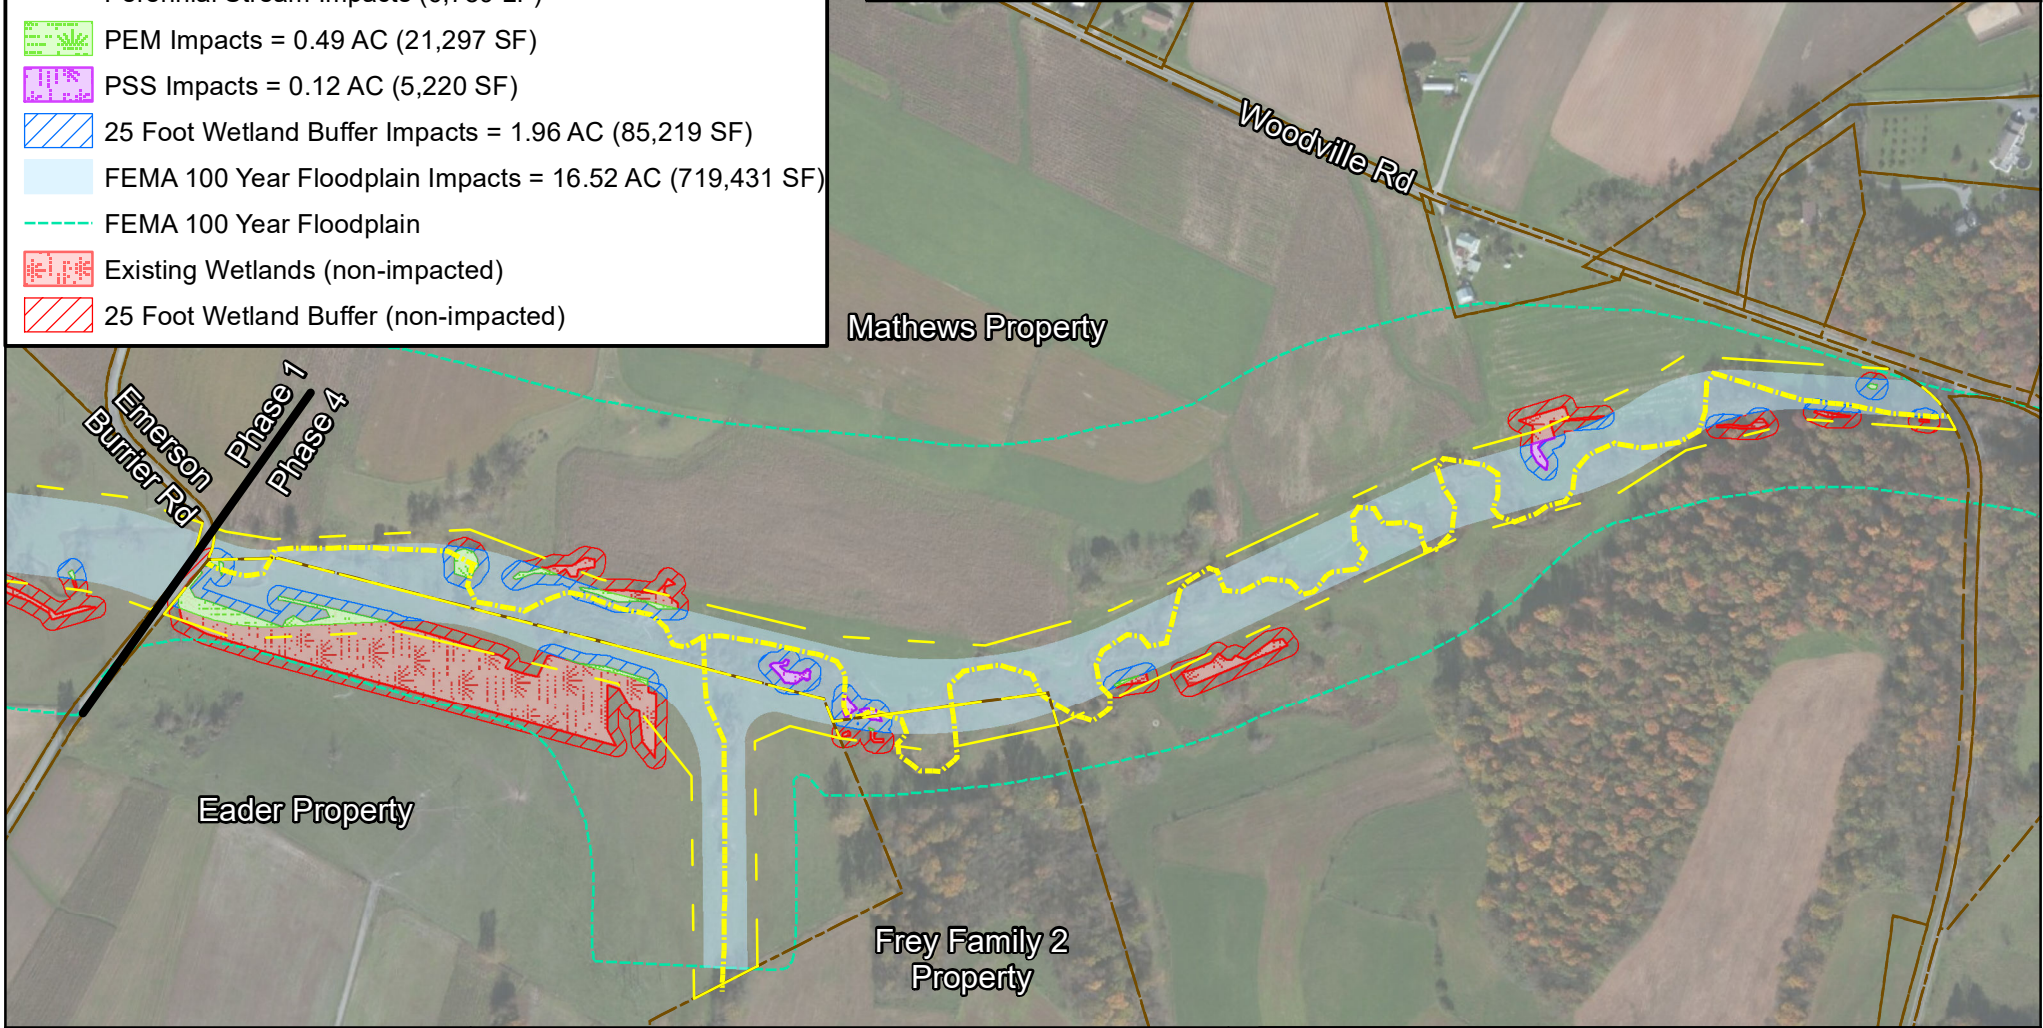 Perennial Stream Impacts
PEM Impacts = 0.49 AC (21,297 SF)
PSS Impacts = 0.12 AC (5,220 SF)
25 Foot Wetland Buffer Impacts = 1.96 AC (85,219 SF)
FEMA 100 Year Floodplain Impacts = 16.52 AC (719,431 SF)
FEMA 100 Year Floodplain
Existing Wetlands (non-impacted)
25 Foot Wetland Buffer (non-impacted)
Woodville Rd
Mathews Property
Emerson
Burrier Rd
Phase 1
Phase 4
Eader Property
Frey Family 2
Property